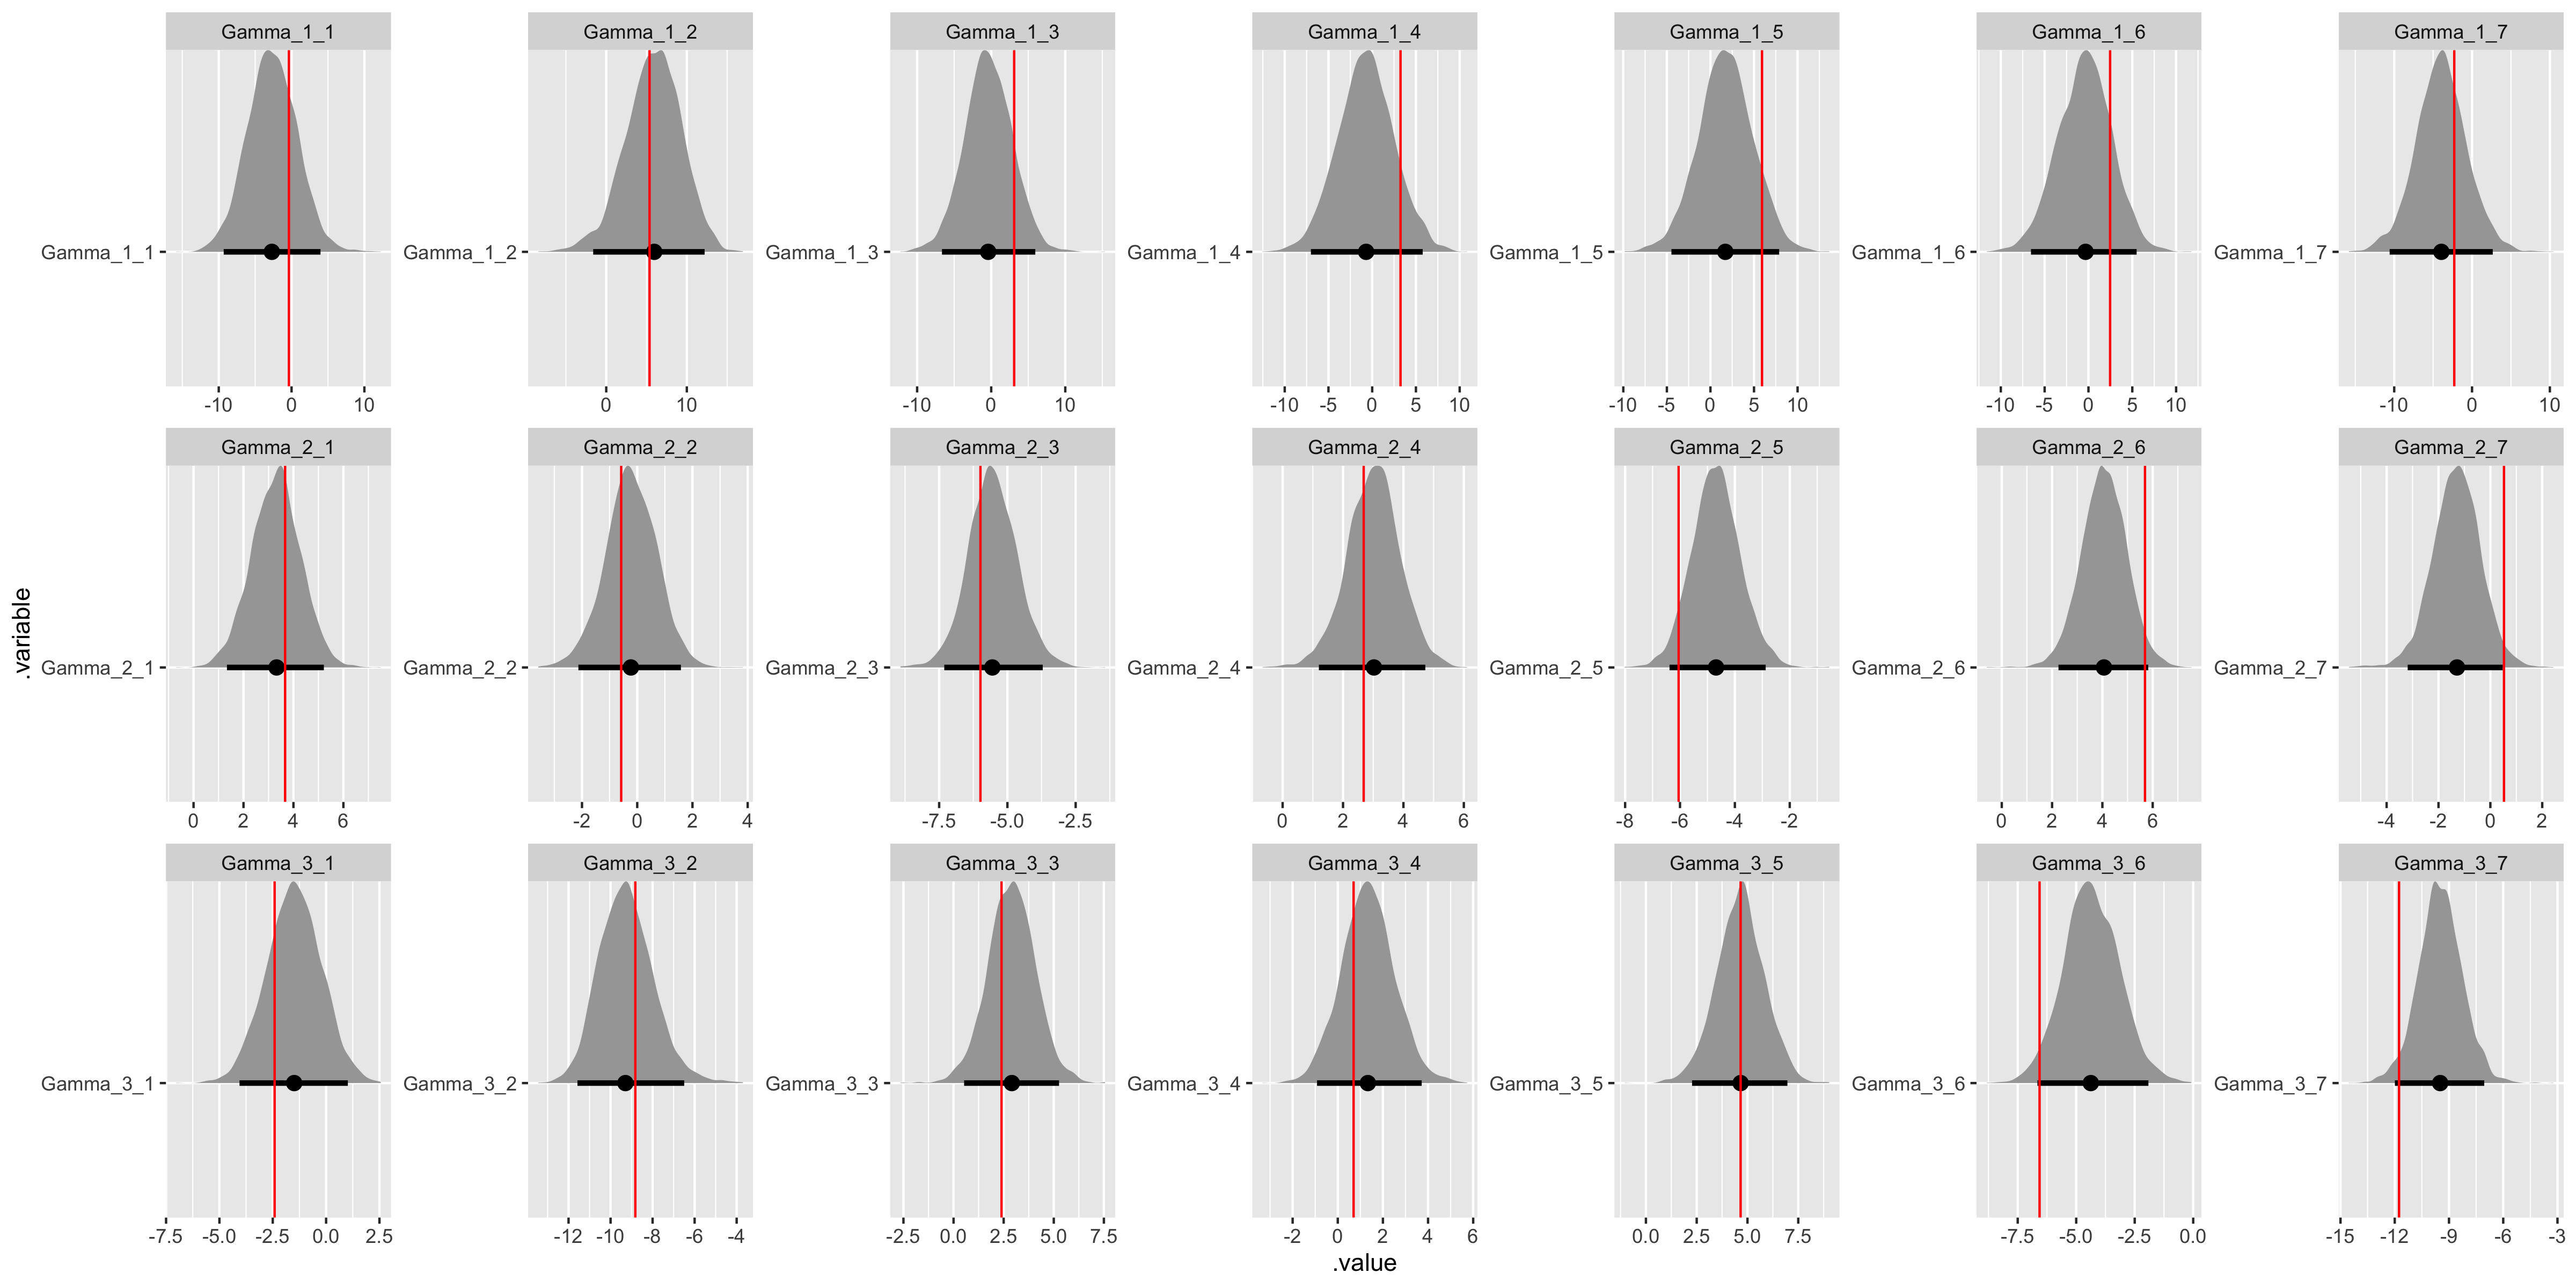 Gamma_1_1 Gamma_1_2 Gamma_1_3 Gamma_1_4 Gamma_1_5 Gamma_1_6 Gamma_1_7
Gamma_1_1 Gamma_1_2 Gamma_1_3 Gamma_1_4 Gamma_1_5 Gamma_1_6 Gamma_1_7
-10 0 10 0 10 -10 0 10 -10 -5 0 5 10 -10 -5 0 5 10 -10 -5 0 5 10 -10 0 10
Gamma_2_1 Gamma_2_2 Gamma_2_3 Gamma_2_4 Gamma_2_5 Gamma_2_6 Gamma_2_7
.variable
Gamma_2_1 Gamma_2_2 Gamma_2_3 Gamma_2_4 Gamma_2_5 Gamma_2_6 Gamma_2_7
0 2 4 6 -2 0 2 4 -7.5 -5.0 -2.5 0 2 4 6 -8 -6 -4 -2 0 2 4 6 -4 -2 0 2
Gamma_3_1 Gamma_3_2 Gamma_3_3 Gamma_3_4 Gamma_3_5 Gamma_3_6 Gamma_3_7
Gamma_3_1 Gamma_3_2 Gamma_3_3 Gamma_3_4 Gamma_3_5 Gamma_3_6 Gamma_3_7
-7.5 -5.0 -2.5 0.0 2.5 -12 -10 -8 -6 -4 -2.5 0.0 2.5 5.0 7.5 -2 0 2 4 6 0.0 2.5 5.0 7.5 -7.5 -5.0 -2.5 0.0 -15 -12 -9 -6 -3
.value